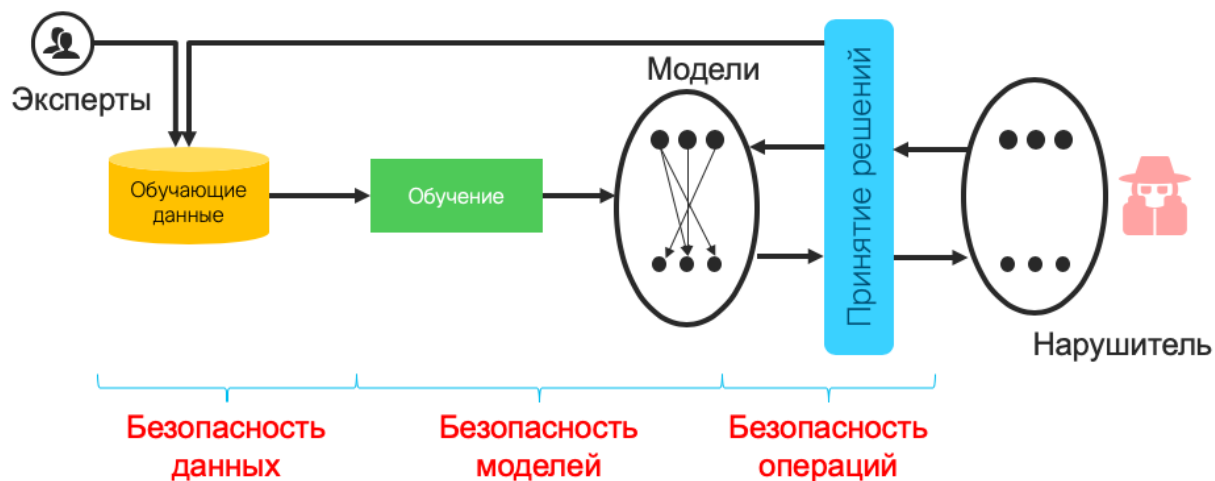 Эксперты
Модели
Принятие решений
Обучающие
данные
Обучение
Нарушитель
Безопасность
данных
Безопасность
моделей
Безопасность
операций